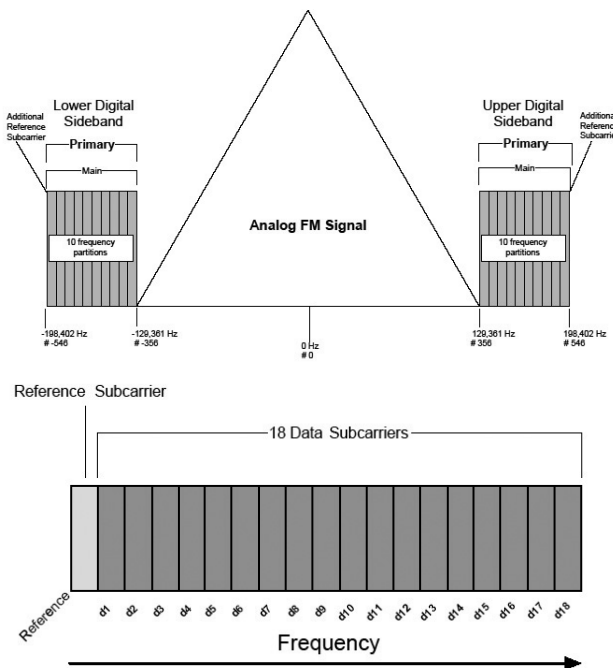 Lower Digital
Sideband
Upper Digital
Sideband
Additional
Reference
Subcarrier
Additional
Reference
Subcarrier
Primary
Primary
Main
Main
Analog FM Signal
10 frequency
partitions
10 frequency
partitions
-198,402 Hz
# -546
-129,361 Hz
# -356
0 Hz
# 0
129,361 Hz
# 356
198,402 Hz
# 546
Reference Subcarrier
18 Data Subcarriers
Reference
d1
d2
d3
d4
d5
d6
d7
d8
d9
d10
d11
d12
d13
d14
d15
d16
d17
d18
Frequency